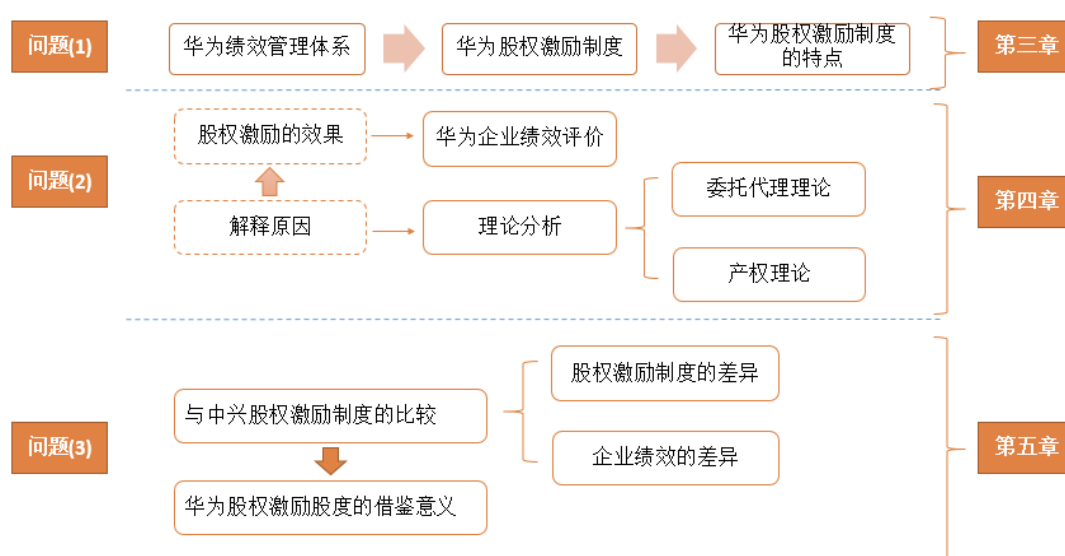 问题(1)
华为绩效管理体系
华为股权激励制度
华为股权激励制度
的特点
第三章
股权激励的效果
华为企业绩效评价
问题(2)
委托代理理论
第四章
解释原因
理论分析
产权理论
股权激励制度的差异
与中兴股权激励制度的比较
问题(3)
企业绩效的差异
第五章
华为股权激励股度的借鉴意义